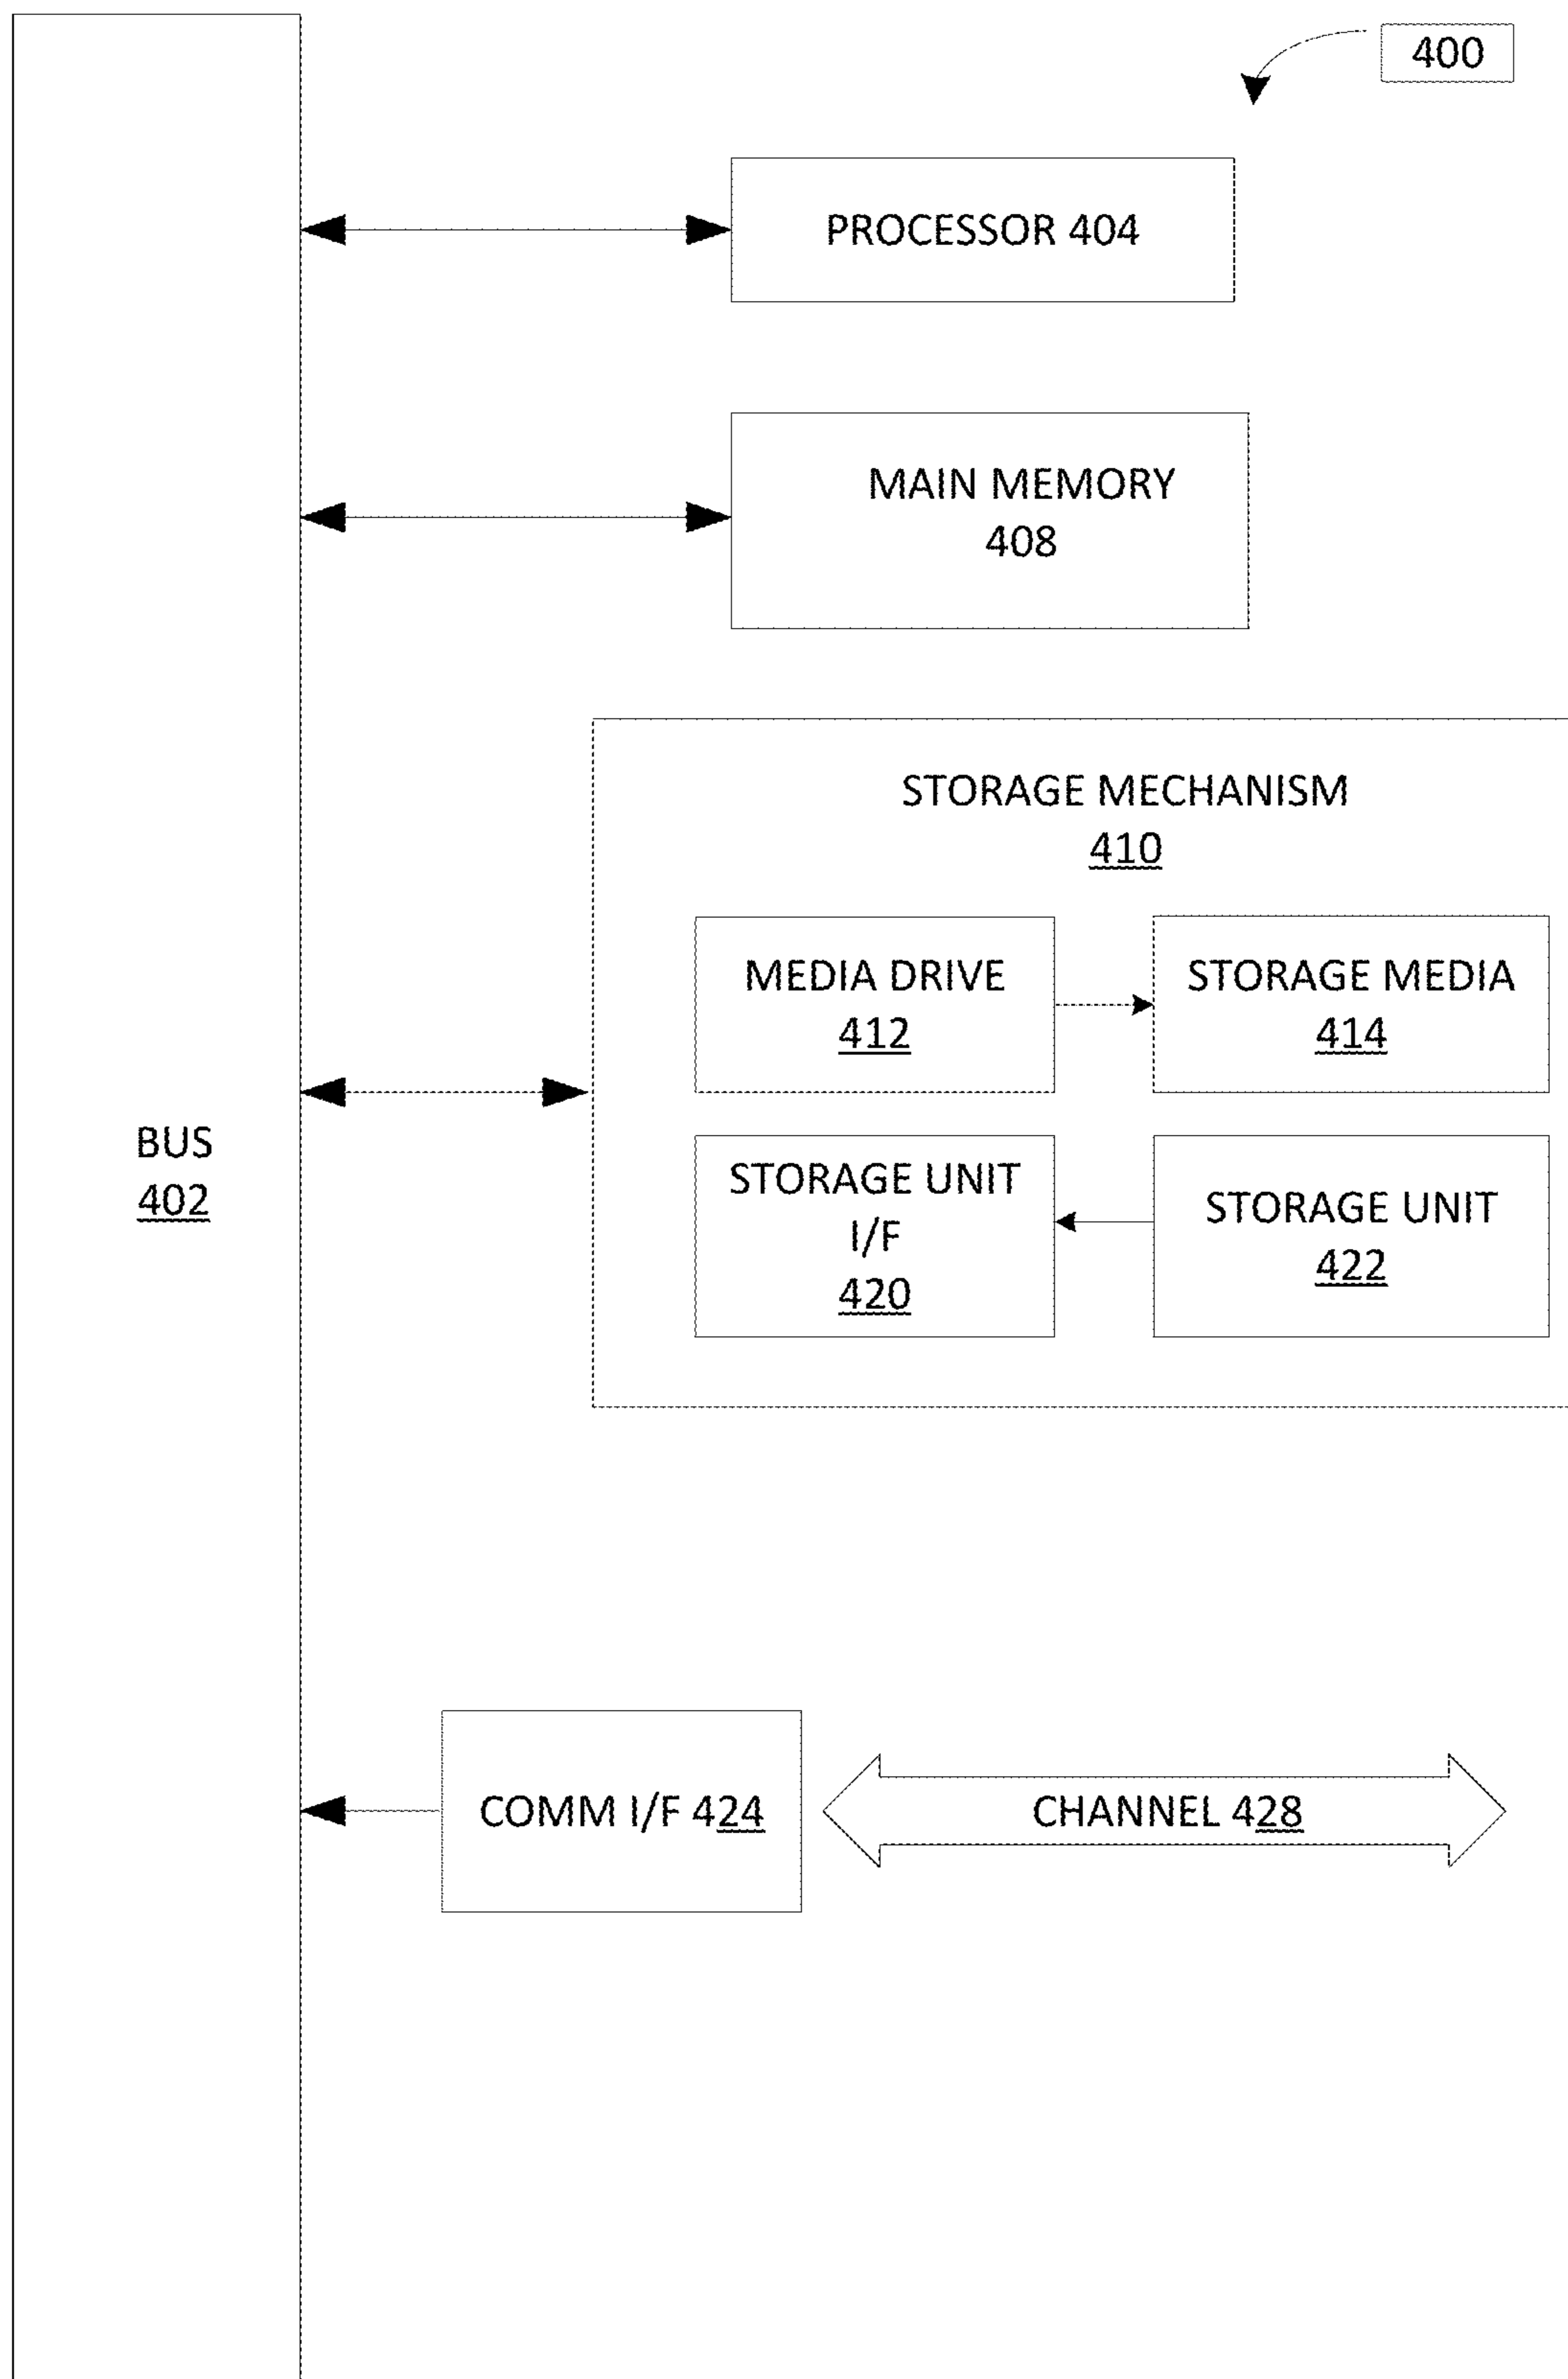 400
PROCESSOR 404
MAIN MEMORY
408
STORAGE MECHANISM
410
MEDIA DRIVE
412
STORAGE MEDIA
414
BUS
402
STORAGE UNIT
I/F
420
STORAGE UNIT
422
COMM I/F 424
CHANNEL 428